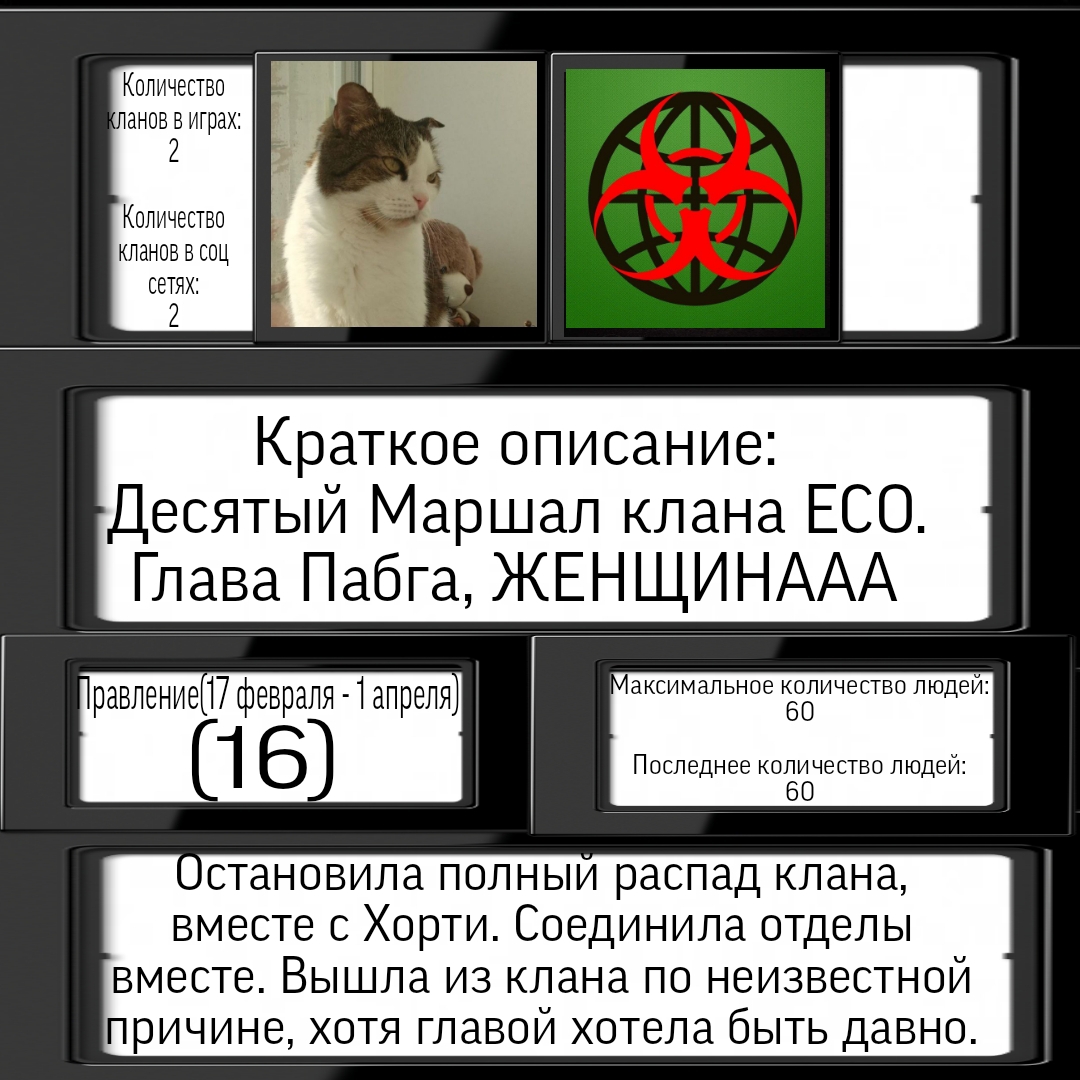 Количество
кланов в играх:
2
Количество
кланов в соц
сетях:
2
Краткое описание:
Десятый Маршал клана ECO.
Глава Пабга, ЖЕНЩИНААА
Правление(17 февраля - 1 апреля)
(16)
Максимальное количество людей:
60
Последнее количество людей:
60
Остановила полный распад клана,
вместе с Хорти. Соединила отделы
вместе. Вышла из клана по неизвестной
причине, хотя главой хотела быть давно.